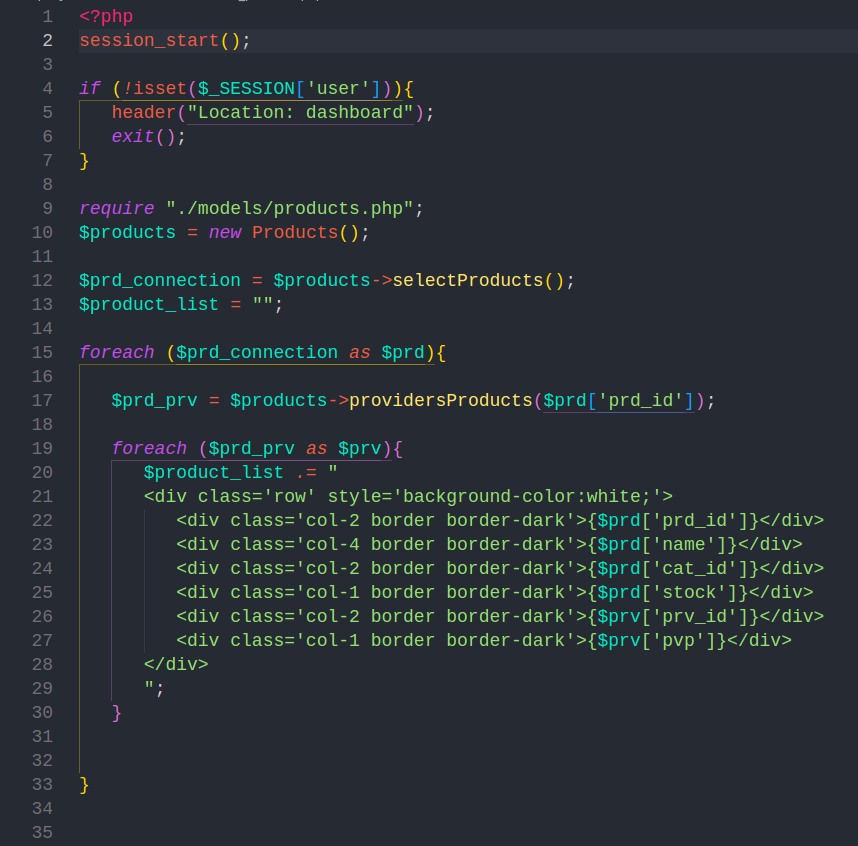 1 <?php
2 session_start();
3
4 if (!isset($_SESSION['user'])){
5    header("Location: dashboard");
6    exit();
7 }
8
9 require "./models/products.php";
10 $products = new Products();
11
12 $prd_connection = $products->selectProducts();
13 $product_list = "";
14
15 foreach ($prd_connection as $prd){
16
17    $prd_prv = $products->providersProducts($prd['prd_id']);
18
19    foreach ($prd_prv as $prv){
20       $product_list .= "
21       <div class='row' style='background-color:white;'>
22          <div class='col-2 border border-dark'>{$prd['prd_id']}</div>
23          <div class='col-4 border border-dark'>{$prd['name']}</div>
24          <div class='col-2 border border-dark'>{$prd['cat_id']}</div>
25          <div class='col-1 border border-dark'>{$prd['stock']}</div>
26          <div class='col-2 border border-dark'>{$prv['prv_id']}</div>
27          <div class='col-1 border border-dark'>{$prv['pvp']}</div>
28       </div>
29       ";
30    }
31
32
33 }
34
35